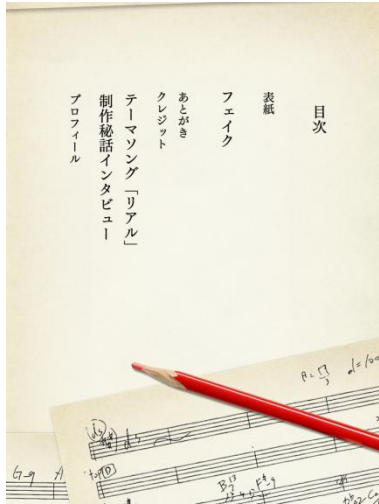 目次
表紙
フェイク
あとがき
クレジット
テーマソング「リアル」
制作秘話インタビュー
プロフィール